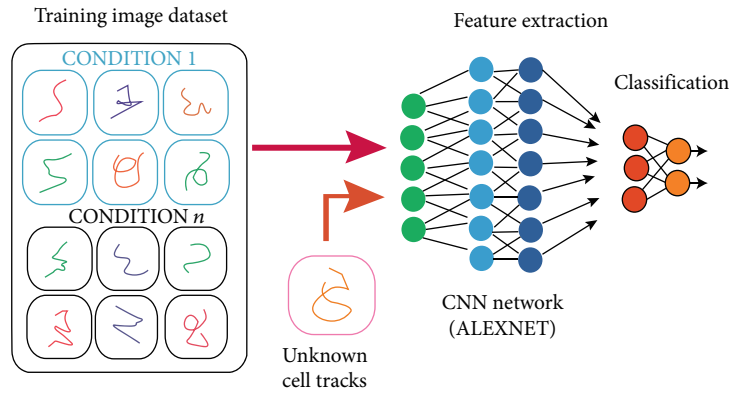 Training image dataset
CONDITION 1
CONDITION n
Unknown
cell tracks
Feature extraction
CNN network
(ALEXNET)
Classification